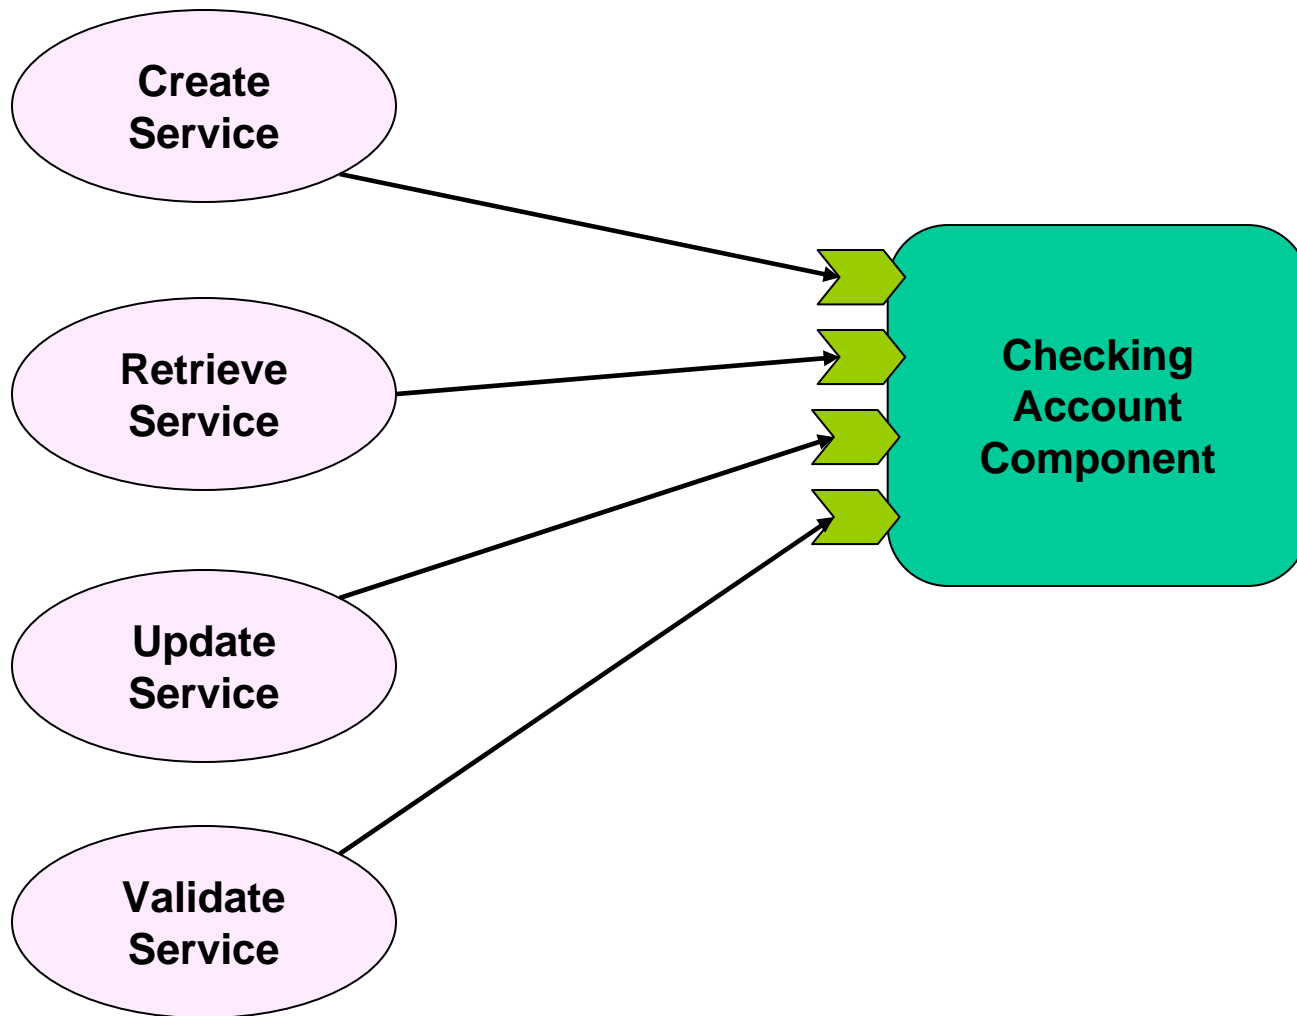 Create
Service
Retrieve
Service
Update
Service
Validate
Service
Checking
Account
Component